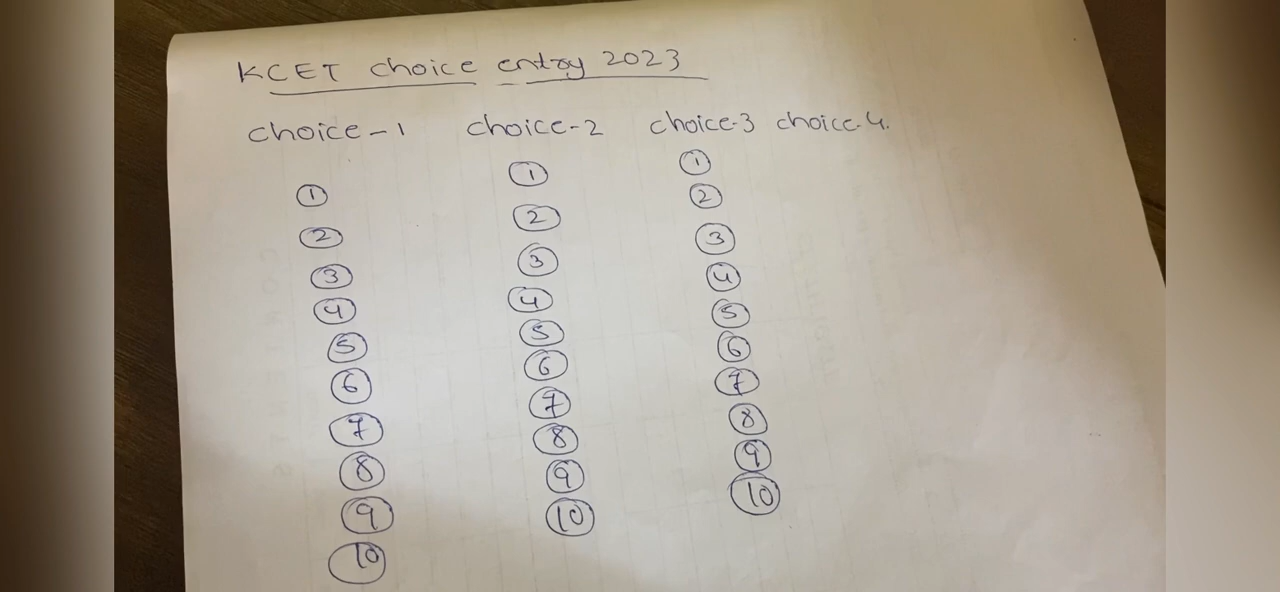 KCET choice entry 2023
choice-1 choice-2 choice-3 choice-4.
1 1 1
2 2 2
3 3 3
4 4 4
5 5 5
6 6 6
7 7 7
8 8 8
9 9 9
10 10 10